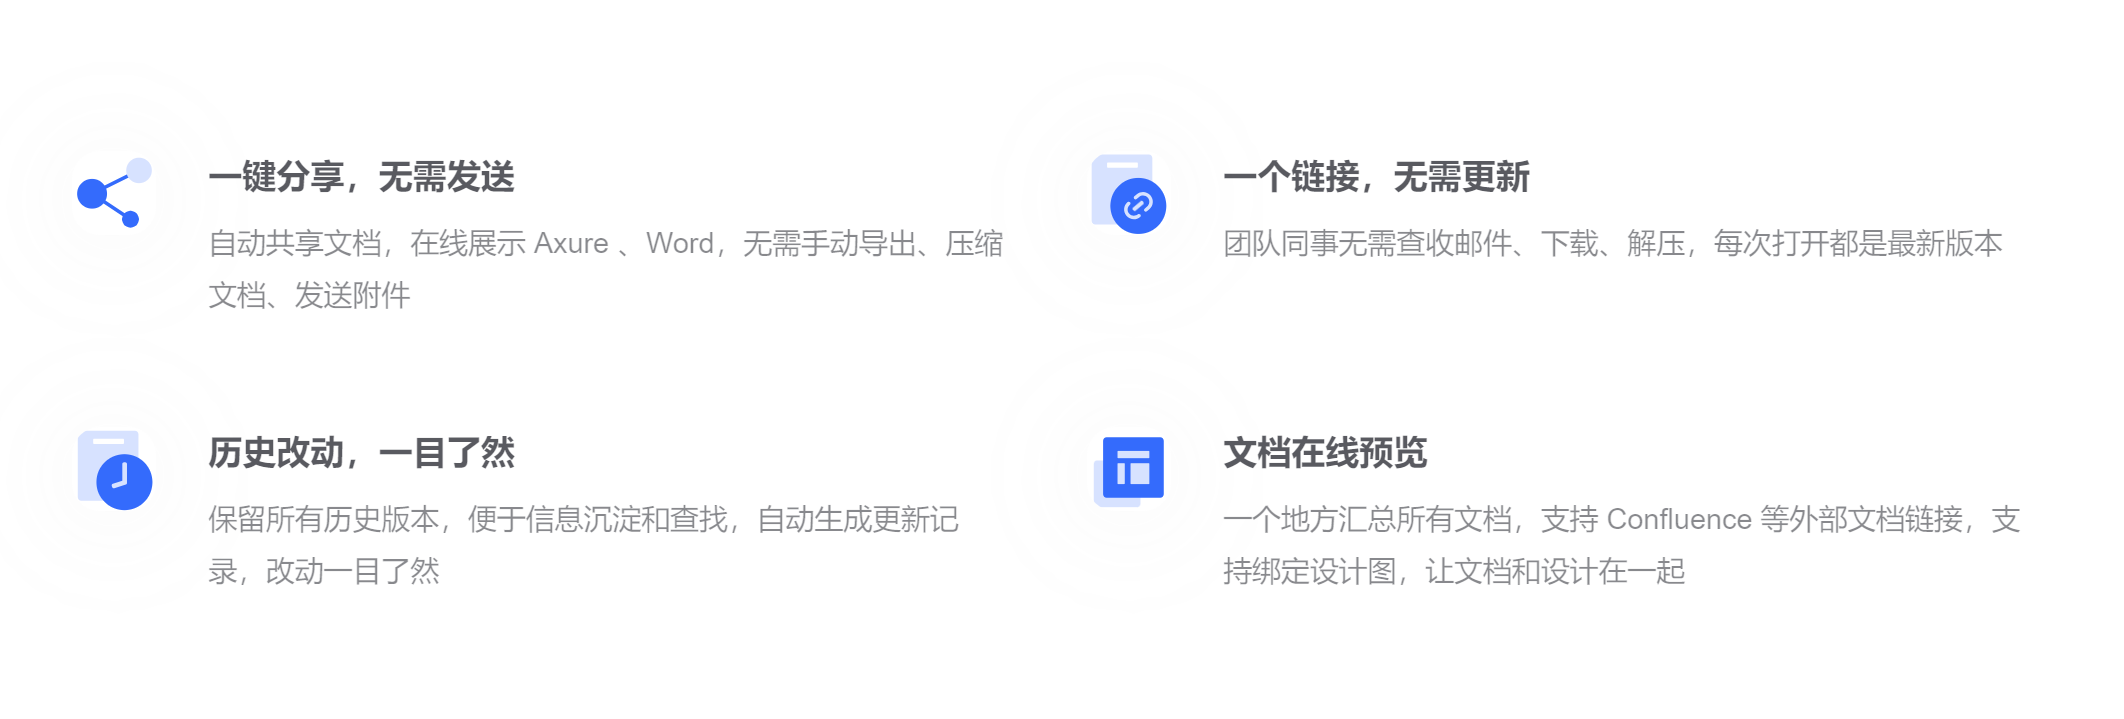 一键分享，无需发送
自动共享文档，在线展示 Axure 、Word，无需手动导出、压缩
文档、发送附件
一个链接，无需更新
团队同事无需查收邮件、下载、解压，每次打开都是最新版本
历史改动，一目了然
保留所有历史版本，便于信息沉淀和查找，自动生成更新记
录，改动一目了然
文档在线预览
一个地方汇总所有文档，支持 Confluence 等外部文档链接，支
持绑定设计图，让文档和设计在一起